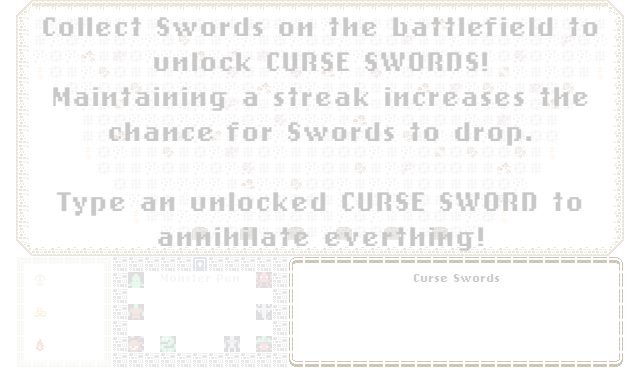 Collect Swords on the battlefield to
unlock CURSE SWORDS!
Maintaining a streak increases the
chance for Swords to drop.
Type an unlocked CURSE SWORD to
annihilate everthing!
Monster Pen
Curse Swords